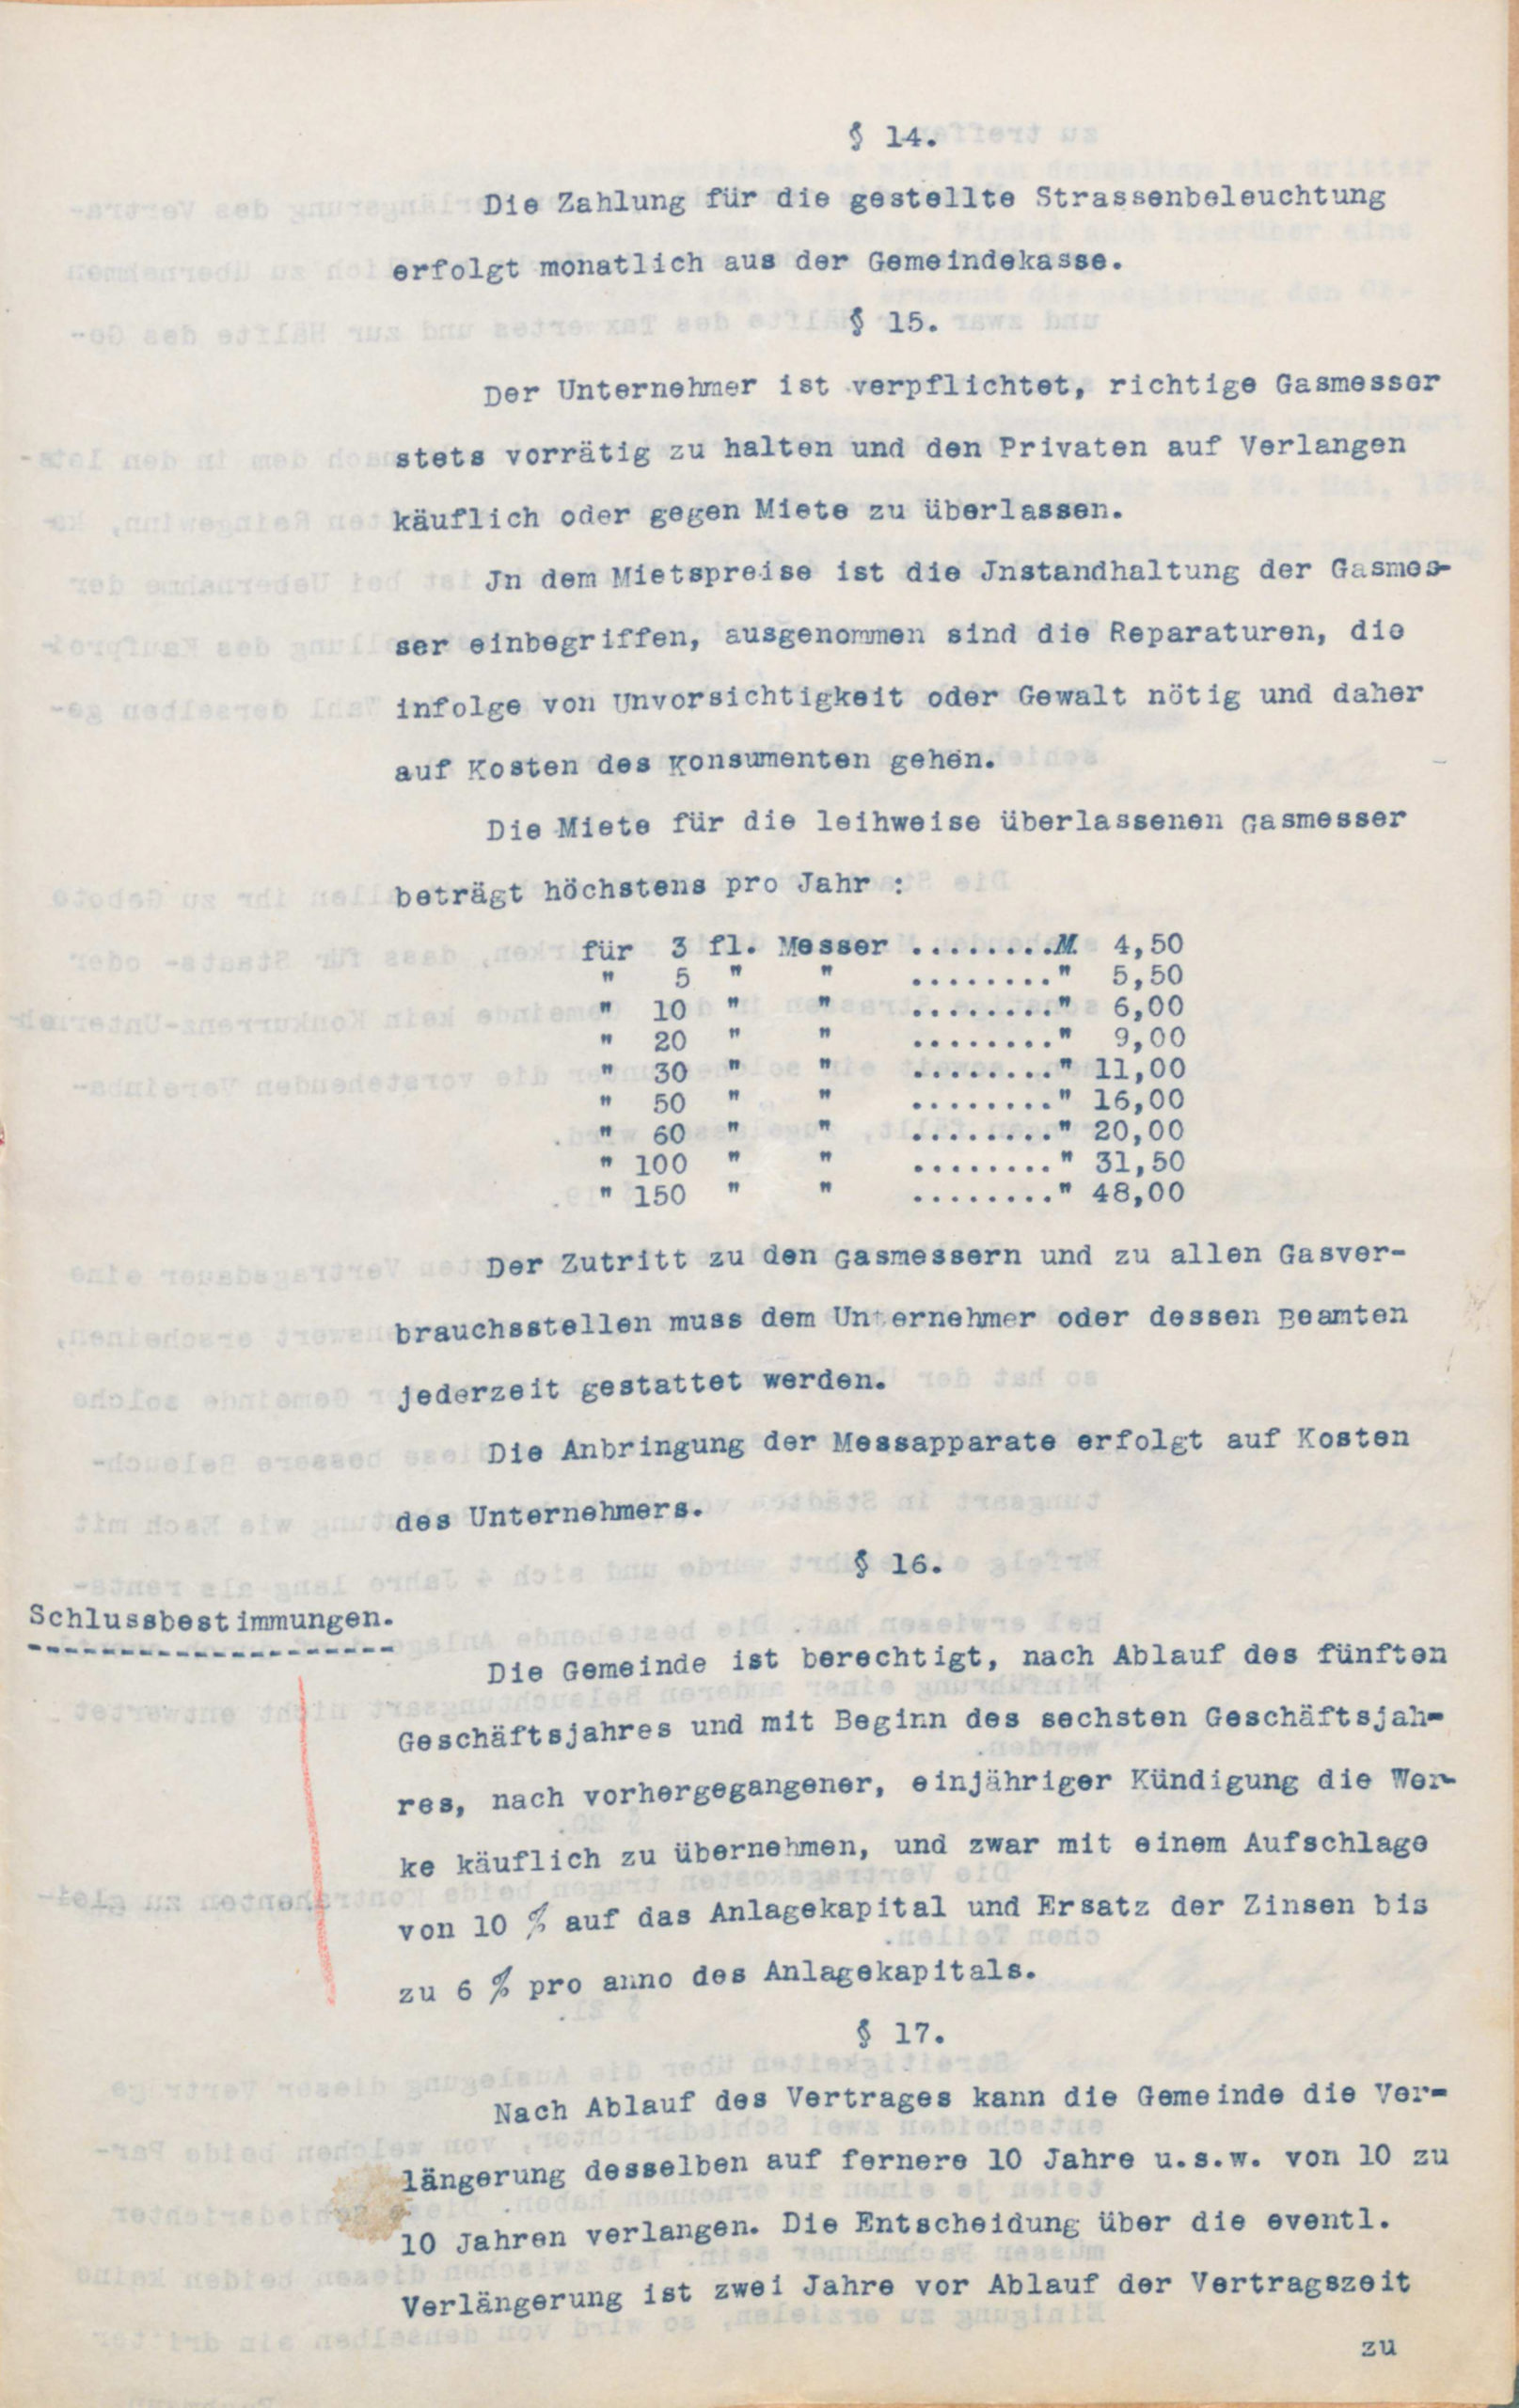 § 14.
Die Zahlung für die gestellte Strassenbeleuchtung
erfolgt monatlich aus der Gemeindekasse.
§ 15.
Der Unternehmer ist verpflichtet, richtige Gasmesser
stets vorrätig zu halten und den Privaten auf Verlangen
käuflich oder gegen Miete zu überlassen.
Jn dem Mietspreise ist die Jnstandhaltung der Gasmes-
ser einbegriffen, ausgenommen sind die Reparaturen, die
infolge von Unvorsichtigkeit oder Gewalt nötig und daher
auf Kosten des Konsumenten gehen.
Die Miete für die leihweise überlassenen Gasmesser
beträgt höchstens pro Jahr :
für 3 fl. Messer ........M. 4,50
" 5 " " ........" 5,50
" 10 " " ........" 6,00
" 20 " " ........" 9,00
" 30 " " ........" 11,00
" 50 " " ........" 16,00
" 60 " " ........" 20,00
" 100 " " ........" 31,50
" 150 " " ........" 48,00
Der Zutritt zu den Gasmessern und zu allen Gasver-
brauchsstellen muss dem Unternehmer oder dessen Beamten
jederzeit gestattet werden.
Die Anbringung der Messapparate erfolgt auf Kosten
des Unternehmers.
§ 16.
Schlussbestimmungen.
Die Gemeinde ist berechtigt, nach Ablauf des fünften
Geschäftsjahres und mit Beginn des sechsten Geschäftsjah-
res, nach vorhergegangener, einjähriger Kündigung die Wer-
ke käuflich zu übernehmen, und zwar mit einem Aufschlage
von 10 % auf das Anlagekapital und Ersatz der Zinsen bis
zu 6 % pro anno des Anlagekapitals.
§ 17.
Nach Ablauf des Vertrages kann die Gemeinde die Ver-
längerung desselben auf fernere 10 Jahre u.s.w. von 10 zu
10 Jahren verlangen. Die Entscheidung über die eventl.
Verlängerung ist zwei Jahre vor Ablauf der Vertragszeit
zu